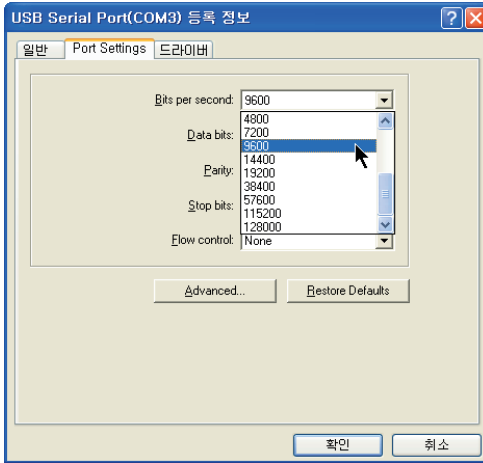 USB Serial Port(COM3) 등록 정보
일반 Port Settings 드라이버
Bits per second: 9600
4800
Data bits: 7200
9600
14400
Parity: 19200
38400
Stop bits: 57600
115200
128000
Flow control: None
Advanced... Restore Defaults
확인 취소